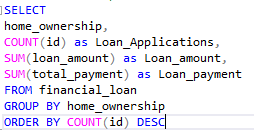 SELECT
home_ownership,
COUNT(id) as Loan_Applications,
SUM(loan_amount) as Loan_amount,
SUM(total_payment) as Loan_payment
FROM financial_loan
GROUP BY home_ownership
ORDER BY COUNT(id) DESC